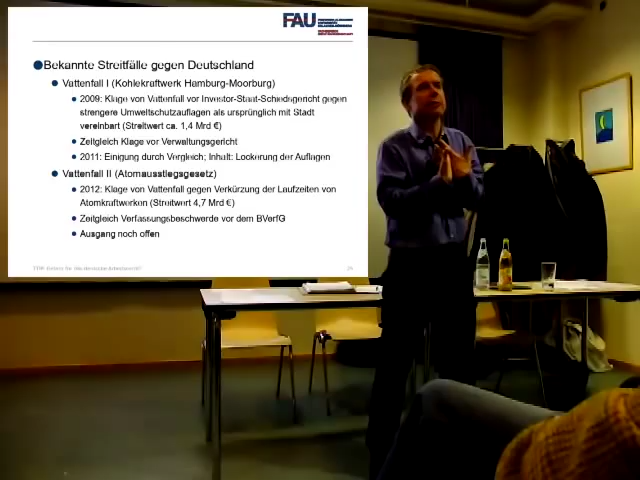 FAU
Bekannte Streitfälle gegen Deutschland
Vattenfall I (Kohlekraftwerk Hamburg-Moorburg)
2009: Klage von Vattenfall vor Investor-Staat-Schiedsgericht gegen
strengere Umweltschutzauflagen als ursprünglich mit Stadt
vereinbart (Streitwert ca. 1,4 Mrd €)
Zeitgleich Klage vor Verwaltungsgericht
2011: Einigung durch Vergleich; Inhalt: Lockerung der Auflagen
Vattenfall II (Atomausstiegsgesetz)
2012: Klage von Vattenfall gegen Verkürzung der Laufzeiten von
Atomkraftwerken (Streitwert 4,7 Mrd €)
Zeitgleich Verfassungsbeschwerde vor dem BVerfG
Ausgang noch offen